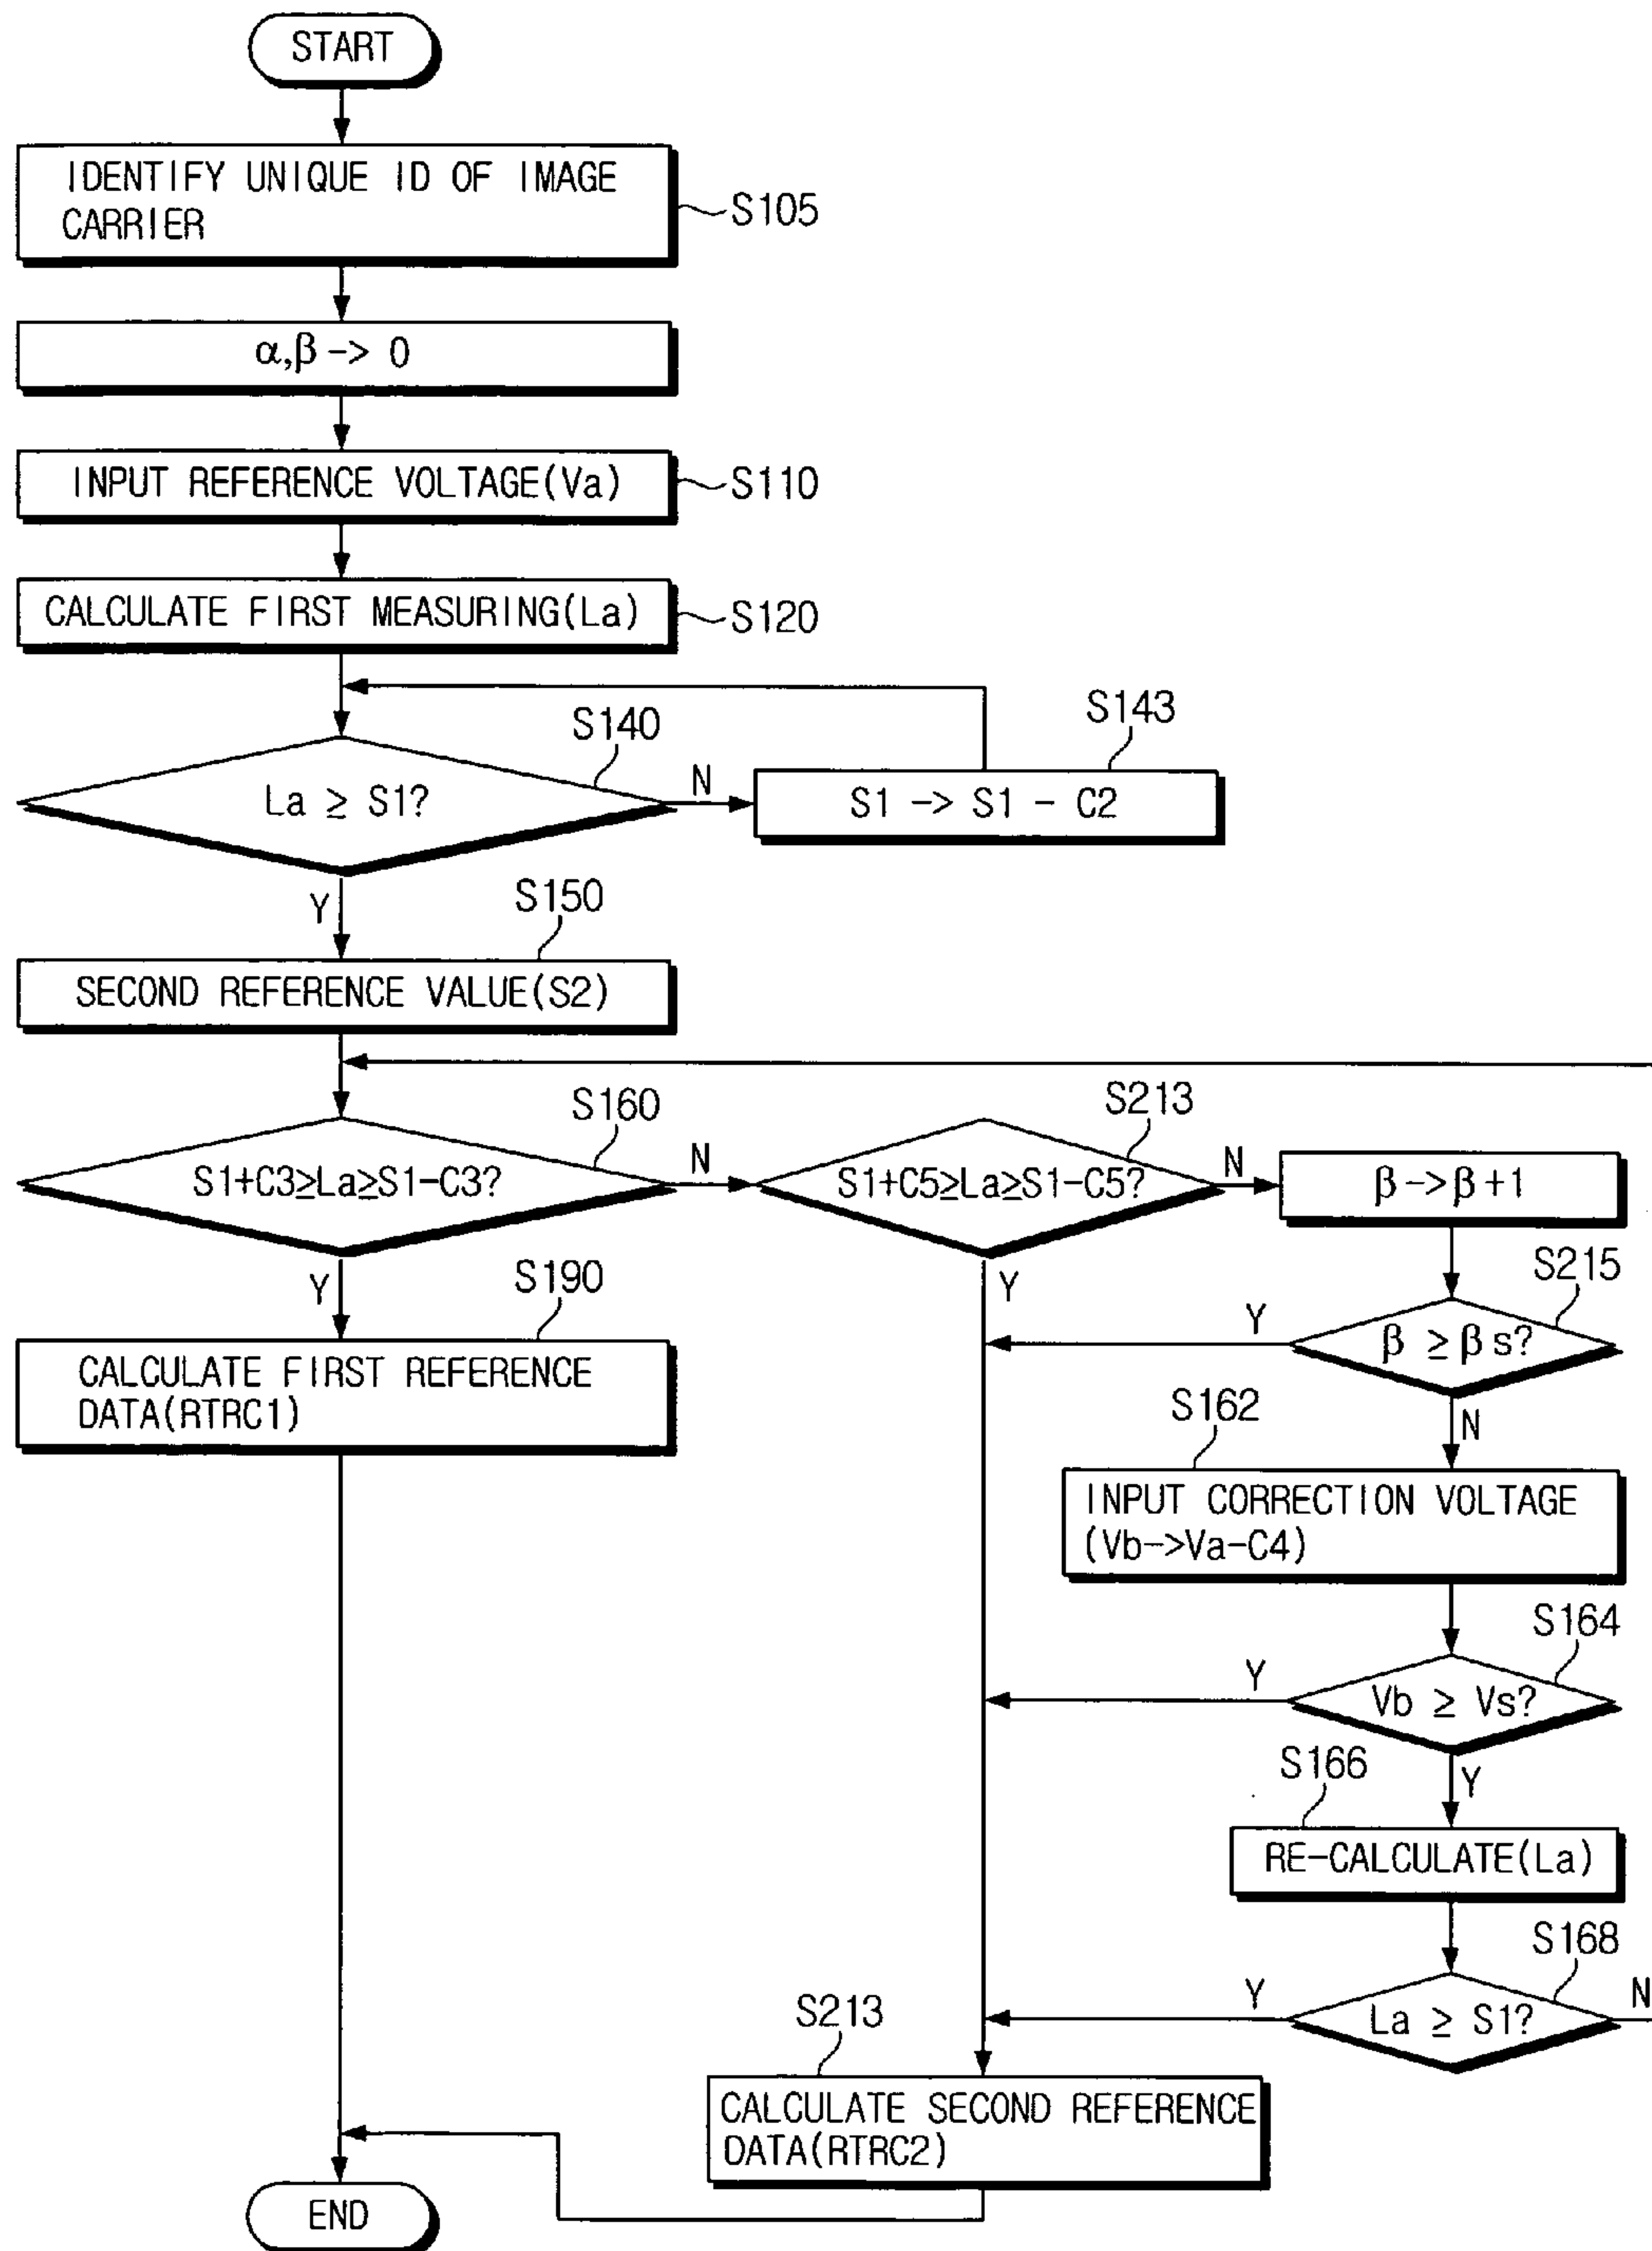 START
IDENTIFY UNIQUE ID OF IMAGE
CARRIER
S105
α,β -> 0
INPUT REFERENCE VOLTAGE(Va)
S110
CALCULATE FIRST MEASURING(La)
S120
S140
La ≥ S1?
N
S143
S1 -> S1 - C2
Y
S150
SECOND REFERENCE VALUE(S2)
S160
S1+C3≥La≥S1-C3?
N
S213
S1+C5≥La≥S1-C5?
N
β->β+1
Y
S190
CALCULATE FIRST REFERENCE
DATA(RTRC1)
Y
S215
β ≥ βs?
Y
N
S162
INPUT CORRECTION VOLTAGE
(Vb->Va-C4)
S164
Vb ≥ Vs?
Y
Y
S166
RE-CALCULATE(La)
S168
La ≥ S1?
Y
N
S213
CALCULATE SECOND REFERENCE
DATA(RTRC2)
END